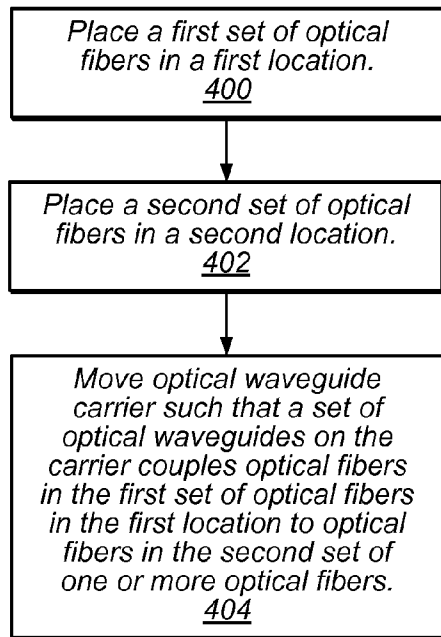 Place a first set of optical
fibers in a first location.
400
Place a second set of optical
fibers in a second location.
402
Move optical waveguide
carrier such that a set of
optical waveguides on the
carrier couples optical fibers
in the first set of optical fibers
in the first location to optical
fibers in the second set of
one or more optical fibers.
404